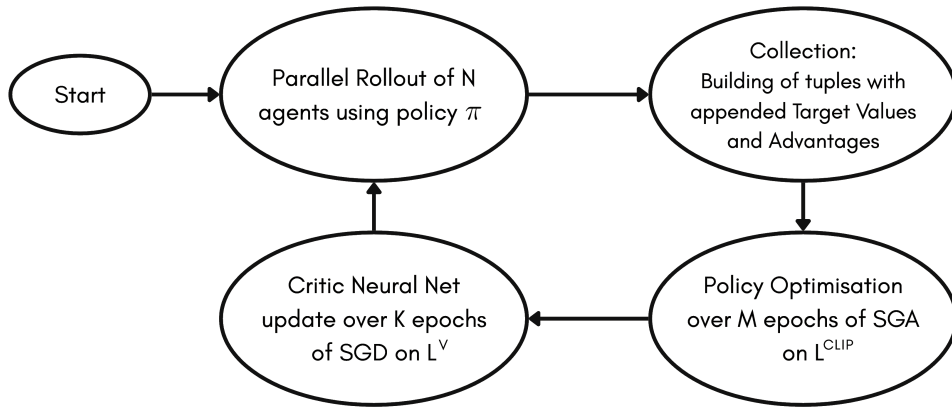 Start
Parallel Rollout of N
agents using policy π
Collection:
Building of tuples with
appended Target Values
and Advantages
Critic Neural Net
update over K epochs
of SGD on L^V
Policy Optimisation
over M epochs of SGA
on L^CLIP